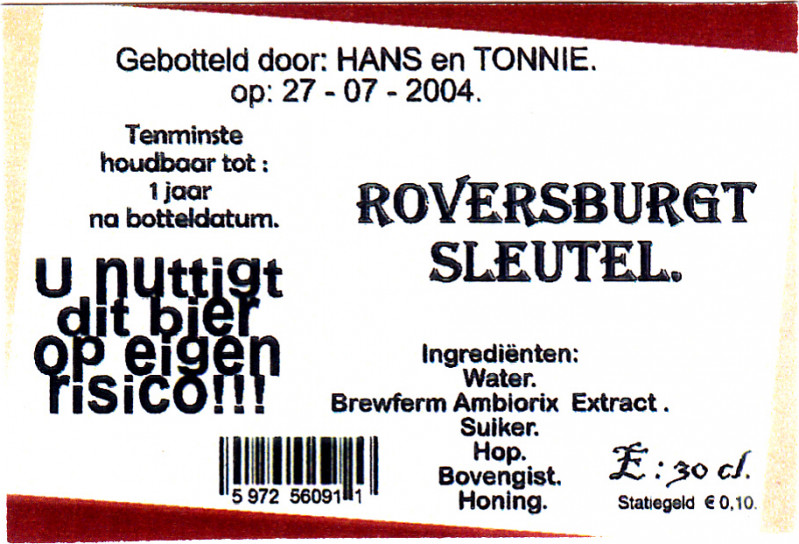 Gebotteld door: HANS en TONNIE.
op: 27 - 07 - 2004.
Tenminste
houdbaar tot :
1 jaar
na botteldatum.
ROVERSBURGT
SLEUTEL.
U nuttigt
dit bier
op eigen
risico!!!
Ingrediënten:
Water.
Brewferm Ambiorix Extract .
Suiker.
Hop.
Bovengist.
Honing.
5 972 56091 1
E : 30 cl.
Statiegeld € 0,10.